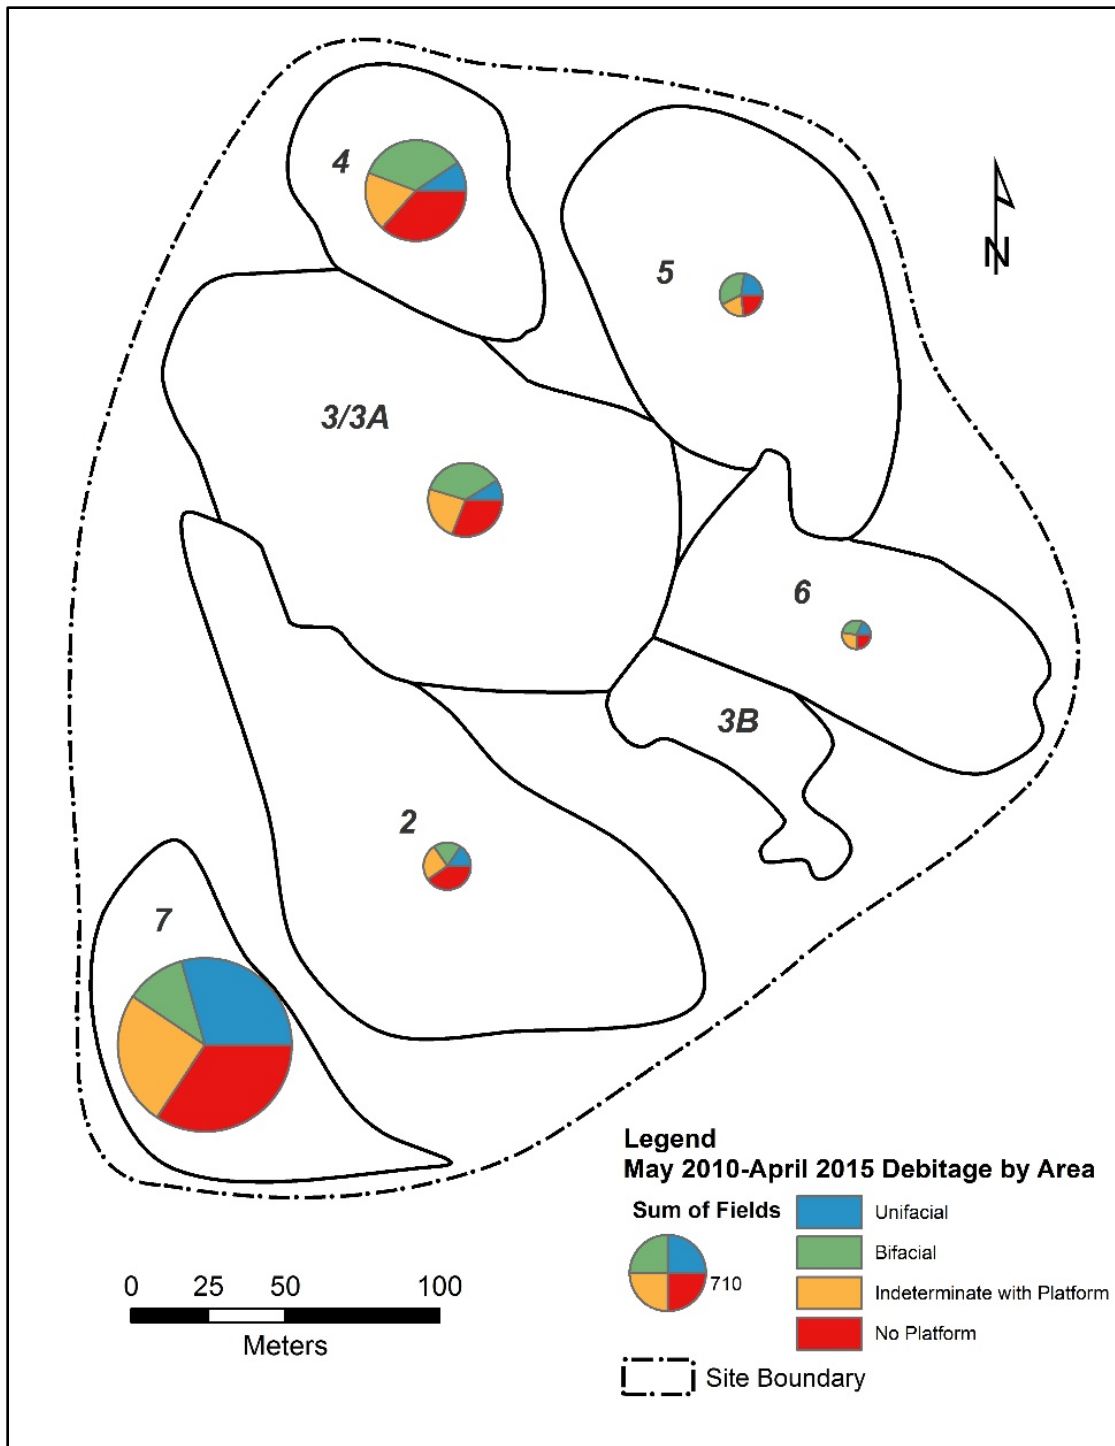 4
5
3/3A
N
6
3B
2
7
Legend
May 2010-April 2015 Debitage by Area
Sum of Fields
710
Unifacial
Bifacial
Indeterminate with Platform
No Platform
Site Boundary
0 25 50 100
Meters